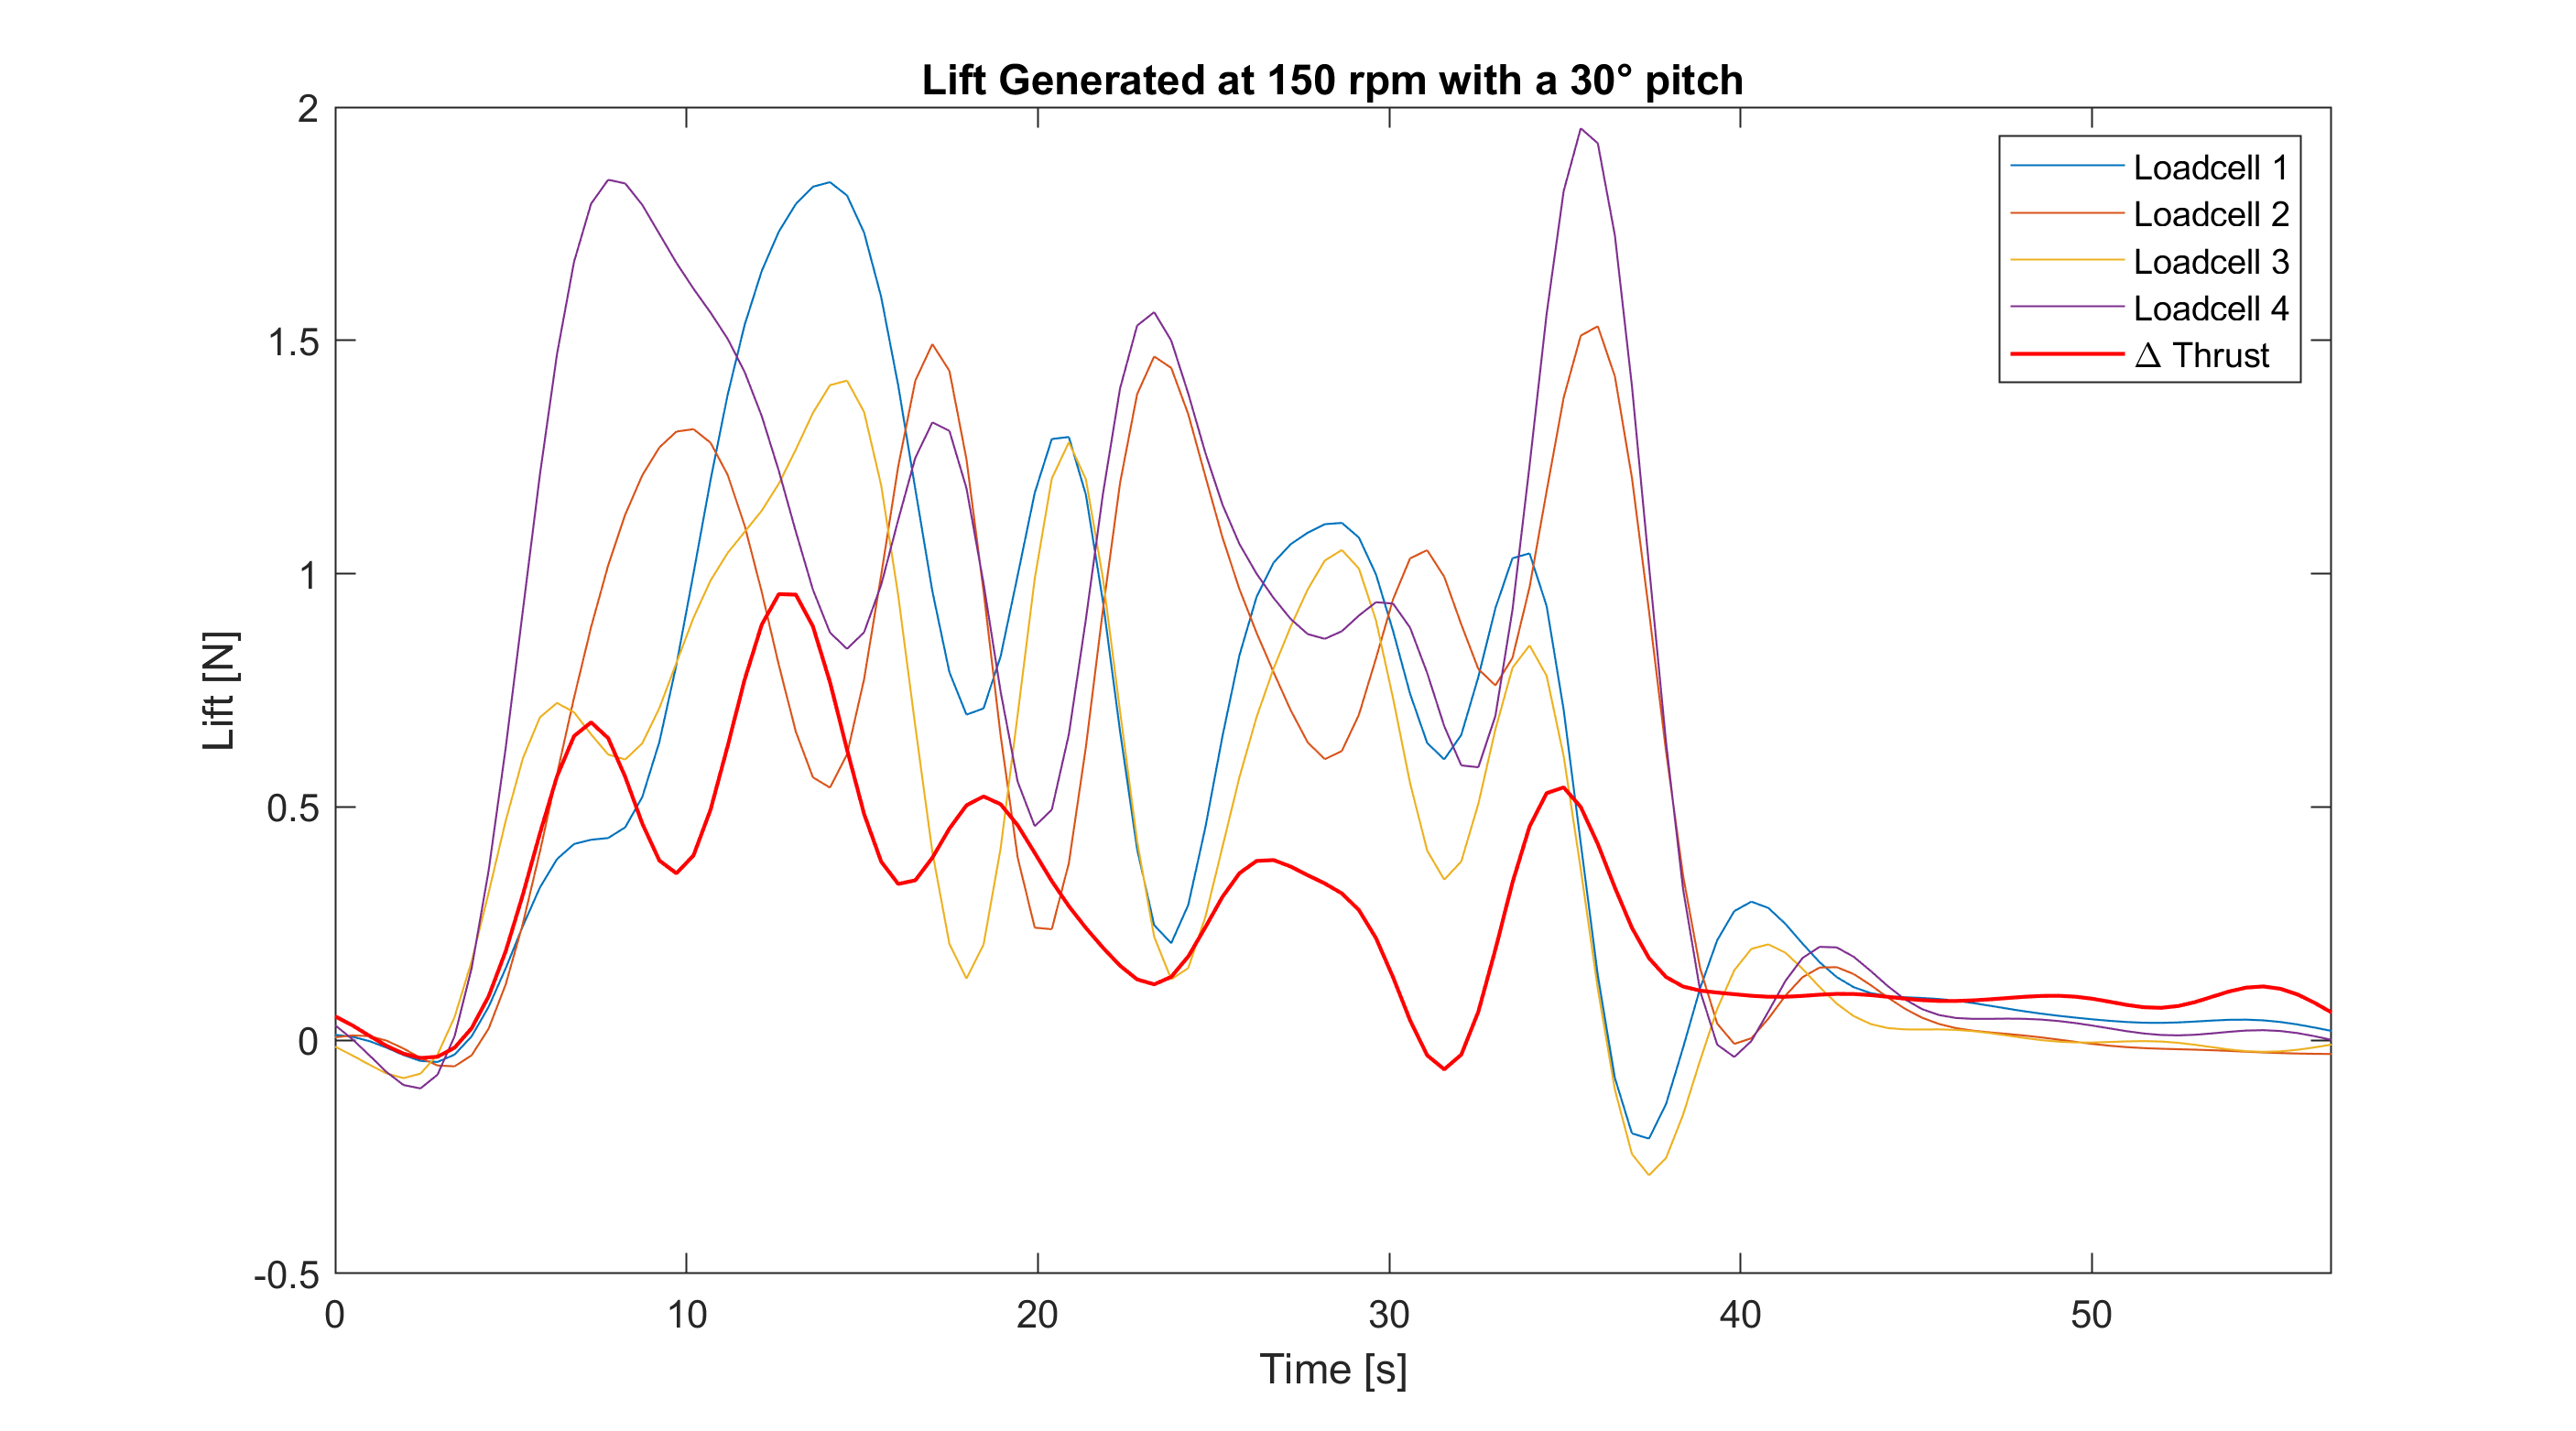 Lift Generated at 150 rpm with a 30° pitch
2
1.5
1
0.5
0
-0.5
Lift [N]
0 10 20 30 40 50
Time [s]
Loadcell 1
Loadcell 2
Loadcell 3
Loadcell 4
Δ Thrust